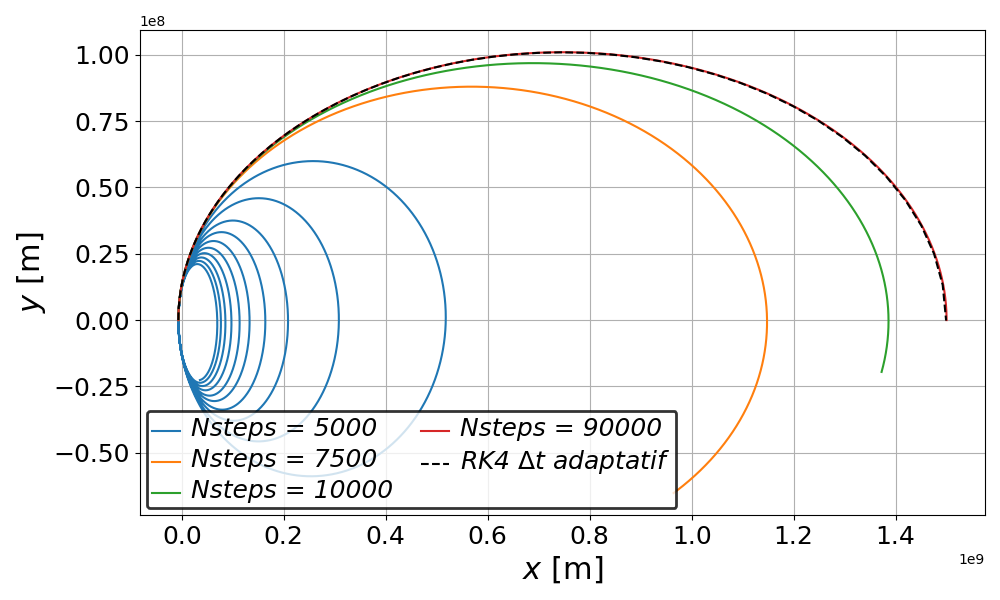 1e8
1.00
0.75
0.50
0.25
0.00
−0.25
−0.50
y [m]
Nsteps = 5000
Nsteps = 7500
Nsteps = 10000
Nsteps = 90000
RK4 Δt adaptatif
0.0 0.2 0.4 0.6 0.8 1.0 1.2 1.4
1e9
x [m]